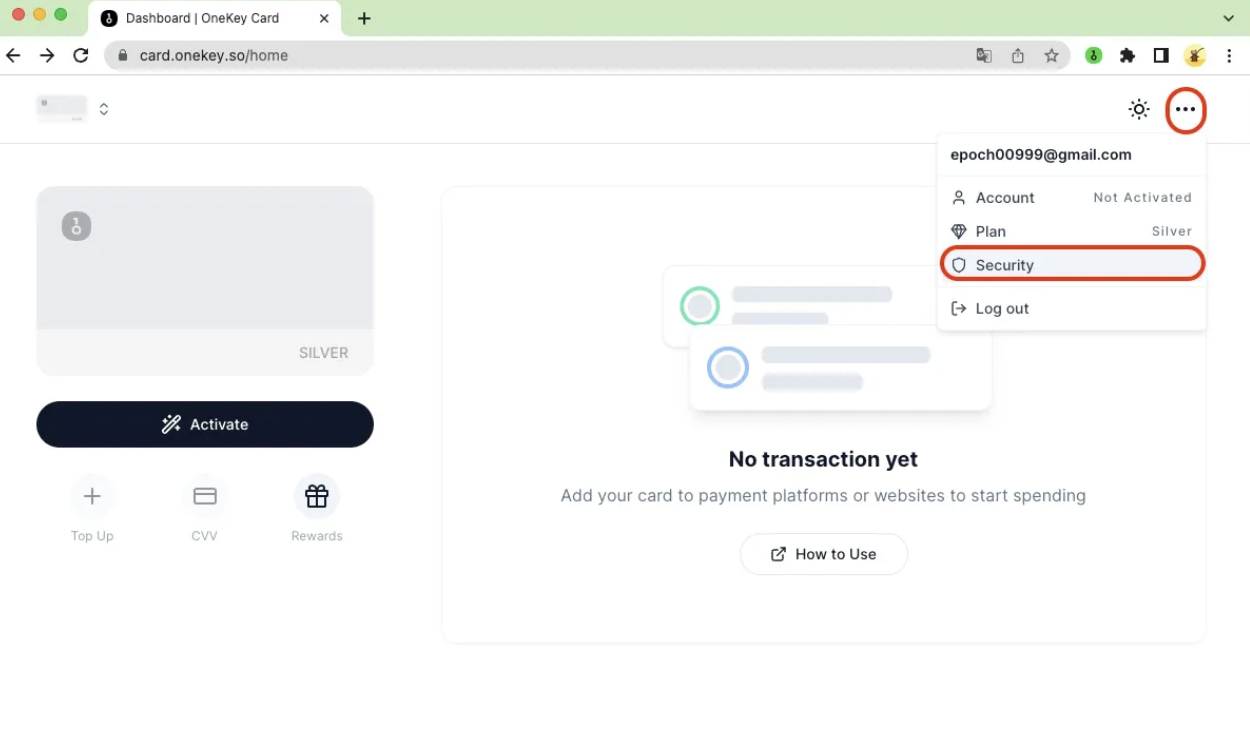 Dashboard | OneKey Card
card.onekey.so/home
epoch00999@gmail.com
Account Not Activated
Plan Silver
Security
Log out
SILVER
Activate
Top Up CVV Rewards
No transaction yet
Add your card to payment platforms or websites to start spending
How to Use